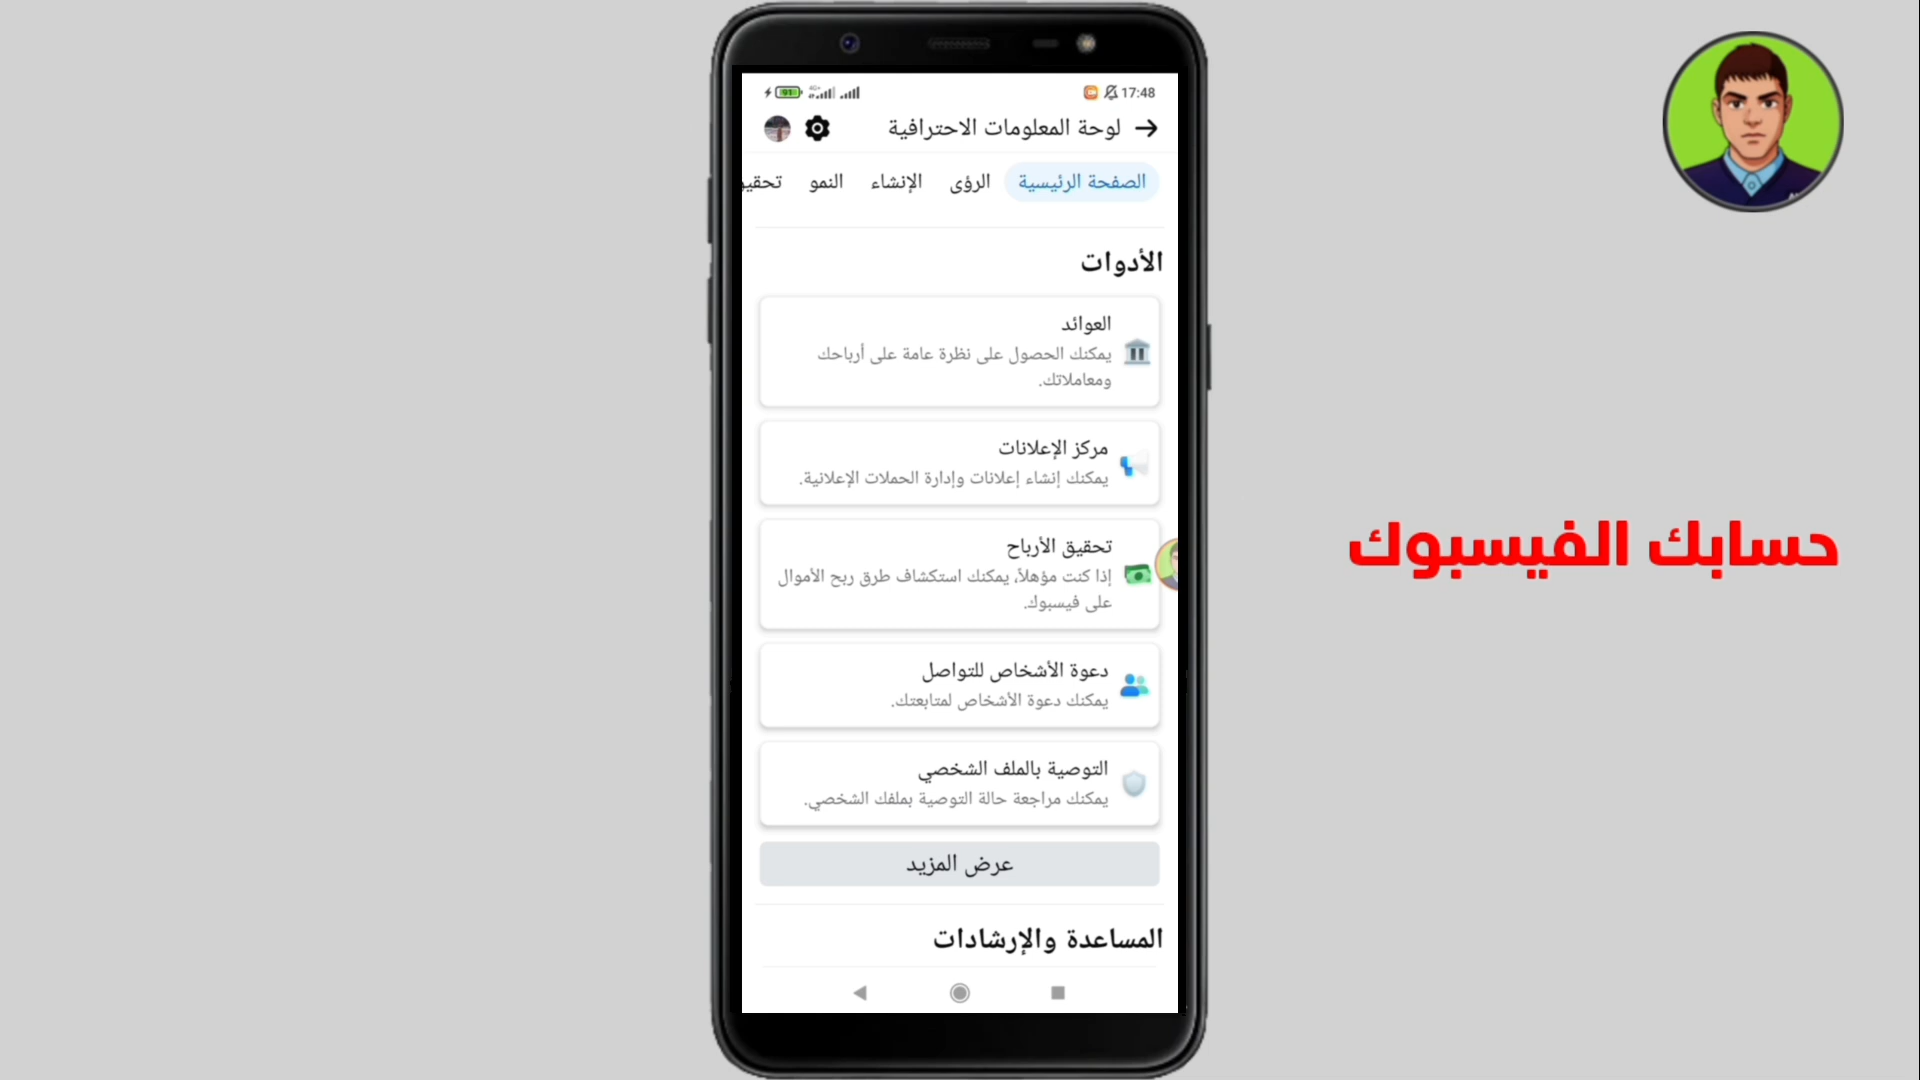 91 4G 17:48
لوحة المعلومات الاحترافية
الصفحة الرئيسية الرؤى الإنشاء النمو تحقيق
الأدوات
العوائد
يمكنك الحصول على نظرة عامة على أرباحك
ومعاملاتك.
مركز الإعلانات
يمكنك إنشاء إعلانات وإدارة الحملات الإعلانية.
تحقيق الأرباح
إذا كنت مؤهلاً، يمكنك استكشاف طرق ربح الأموال
على فيسبوك.
دعوة الأشخاص للتواصل
يمكنك دعوة الأشخاص لمتابعتك.
التوصية بالملف الشخصي
يمكنك مراجعة حالة التوصية بملفك الشخصي.
عرض المزيد
المساعدة والإرشادات
حسابك الفيسبوك